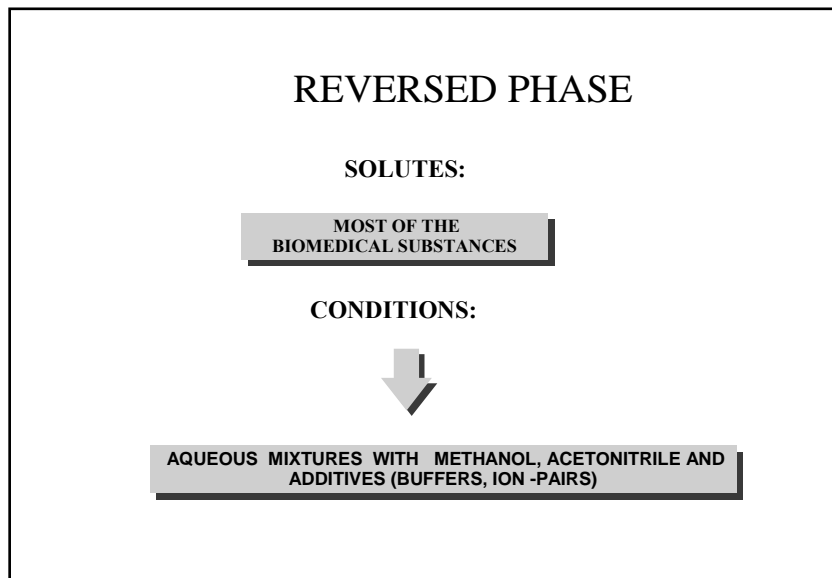 REVERSED PHASE
SOLUTES:
MOST OF THE
BIOMEDICAL SUBSTANCES
CONDITIONS:
AQUEOUS MIXTURES WITH METHANOL, ACETONITRILE AND
ADDITIVES (BUFFERS, ION -PAIRS)